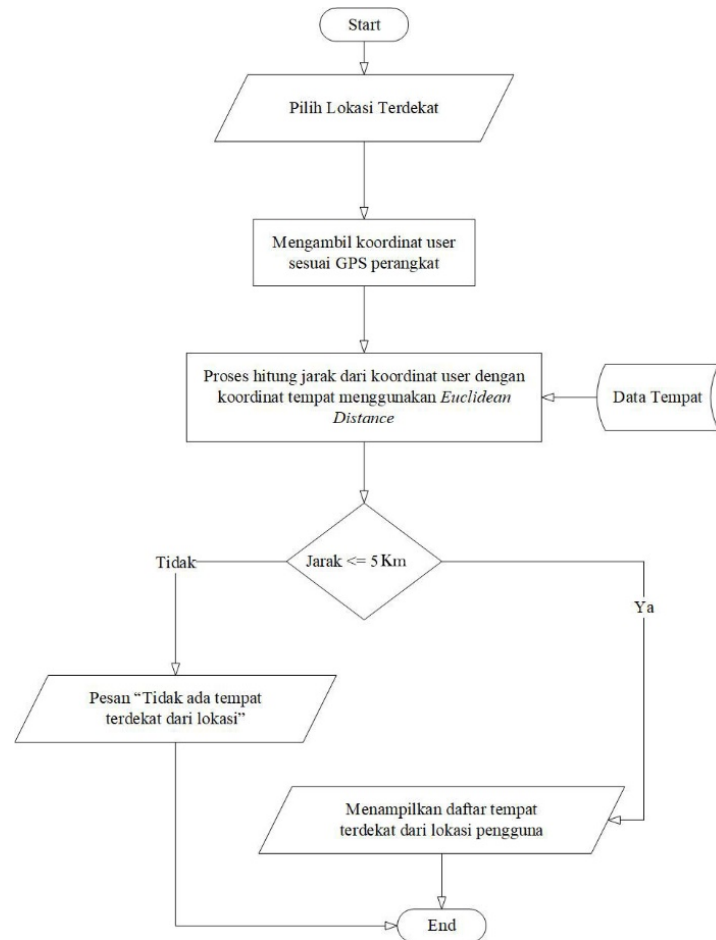 Start
Pilih Lokasi Terdekat
Mengambil koordinat user
sesuai GPS perangkat
Proses hitung jarak dari koordinat user dengan
koordinat tempat menggunakan Euclidean
Distance
Data Tempat
Jarak <= 5Km
Tidak
Ya
Pesan “Tidak ada tempat
terdekat dari lokasi”
Menampilkan daftar tempat
terdekat dari lokasi pengguna
End